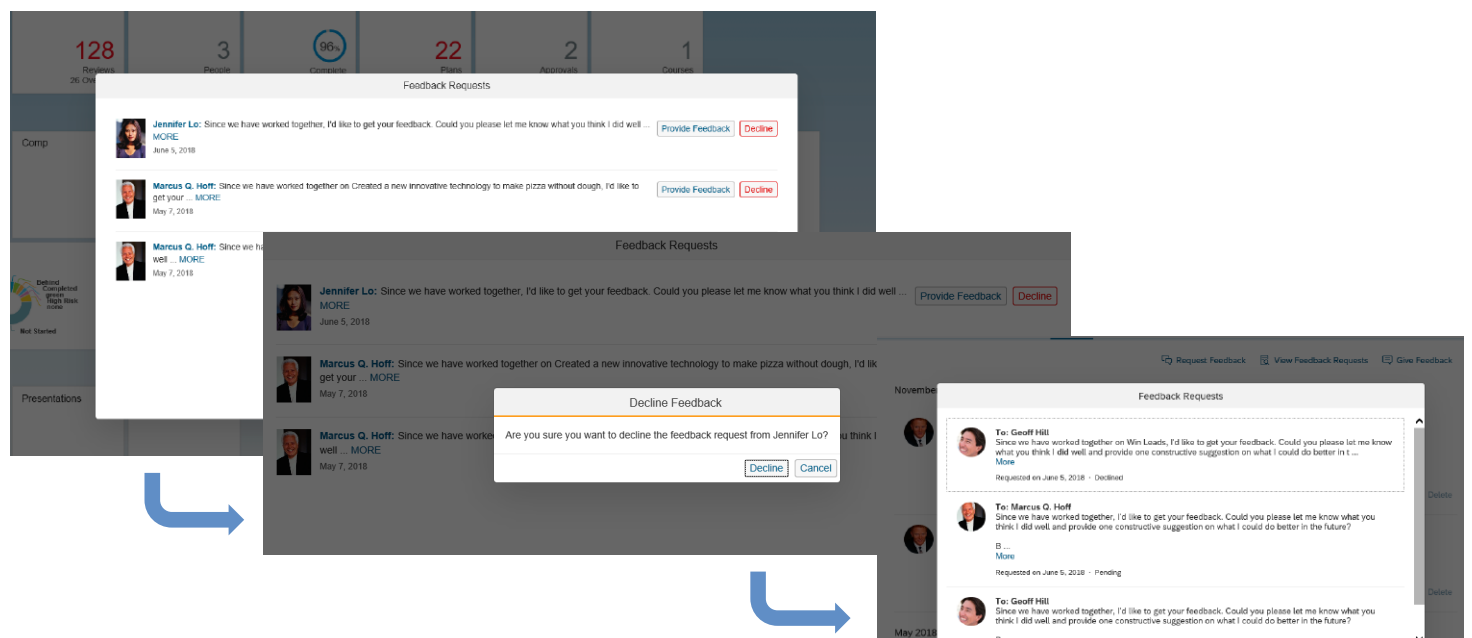 128
Reviews
26 Ove
3
People
96%
Complete
22
Plans
2
Approvals
1
Courses
Comp
Behind
Completed
green
High Risk
none
Not Started
Presentations
Feedback Requests
Jennifer Lo: Since we have worked together, I'd like to get your feedback. Could you please let me know what you think I did well ...
MORE
June 5, 2018
Provide Feedback
Decline
Marcus Q. Hoff: Since we have worked together on Created a new innovative technology to make pizza without dough, I'd like to
get your ... MORE
May 7, 2018
Provide Feedback
Decline
Marcus Q. Hoff: Since we ha
well ... MORE
May 7, 2018
Feedback Requests
Jennifer Lo: Since we have worked together, I'd like to get your feedback. Could you please let me know what you think I did well ...
MORE
June 5, 2018
Provide Feedback
Decline
Marcus Q. Hoff: Since we have worked together on Created a new innovative technology to make pizza without dough, I'd lik
get your ... MORE
May 7, 2018
Marcus Q. Hoff: Since we have worke
u think I
well ... MORE
May 7, 2018
Decline Feedback
Are you sure you want to decline the feedback request from Jennifer Lo?
Decline
Cancel
Request Feedback
View Feedback Requests
Give Feedback
November
Feedback Requests
To: Geoff Hill
Since we have worked together on Win Leads, I'd like to get your feedback. Could you please let me know
what you think I did well and provide one constructive suggestion on what I could do better in t ...
More
Requested on June 5, 2018 · Declined
Delete
To: Marcus Q. Hoff
Since we have worked together, I'd like to get your feedback. Could you please let me know what you
think I did well and provide one constructive suggestion on what I could do better in the future?
B ...
More
Requested on June 5, 2018 · Pending
Delete
To: Geoff Hill
Since we have worked together, I'd like to get your feedback. Could you please let me know what you
think I did well and provide one constructive suggestion on what I could do better in the future?
May 2018